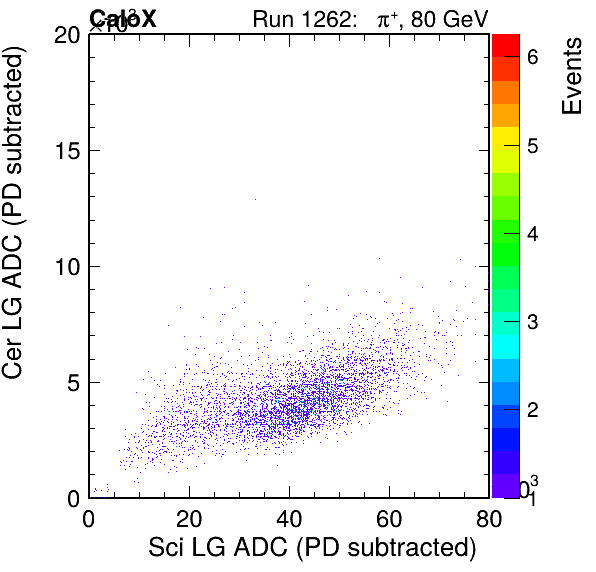 CaloX
×10³
Run 1262: π⁺, 80 GeV
Events
Cer LG ADC (PD subtracted)
20
15
10
5
0
0 20 40 60 80
Sci LG ADC (PD subtracted)
6
5
4
3
2
1